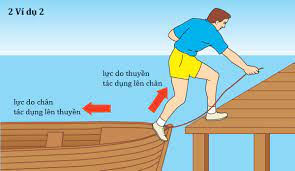 2 Ví dụ 2
lực do thuyền
tác dụng lên chân
lực do chân
tác dụng lên thuyền